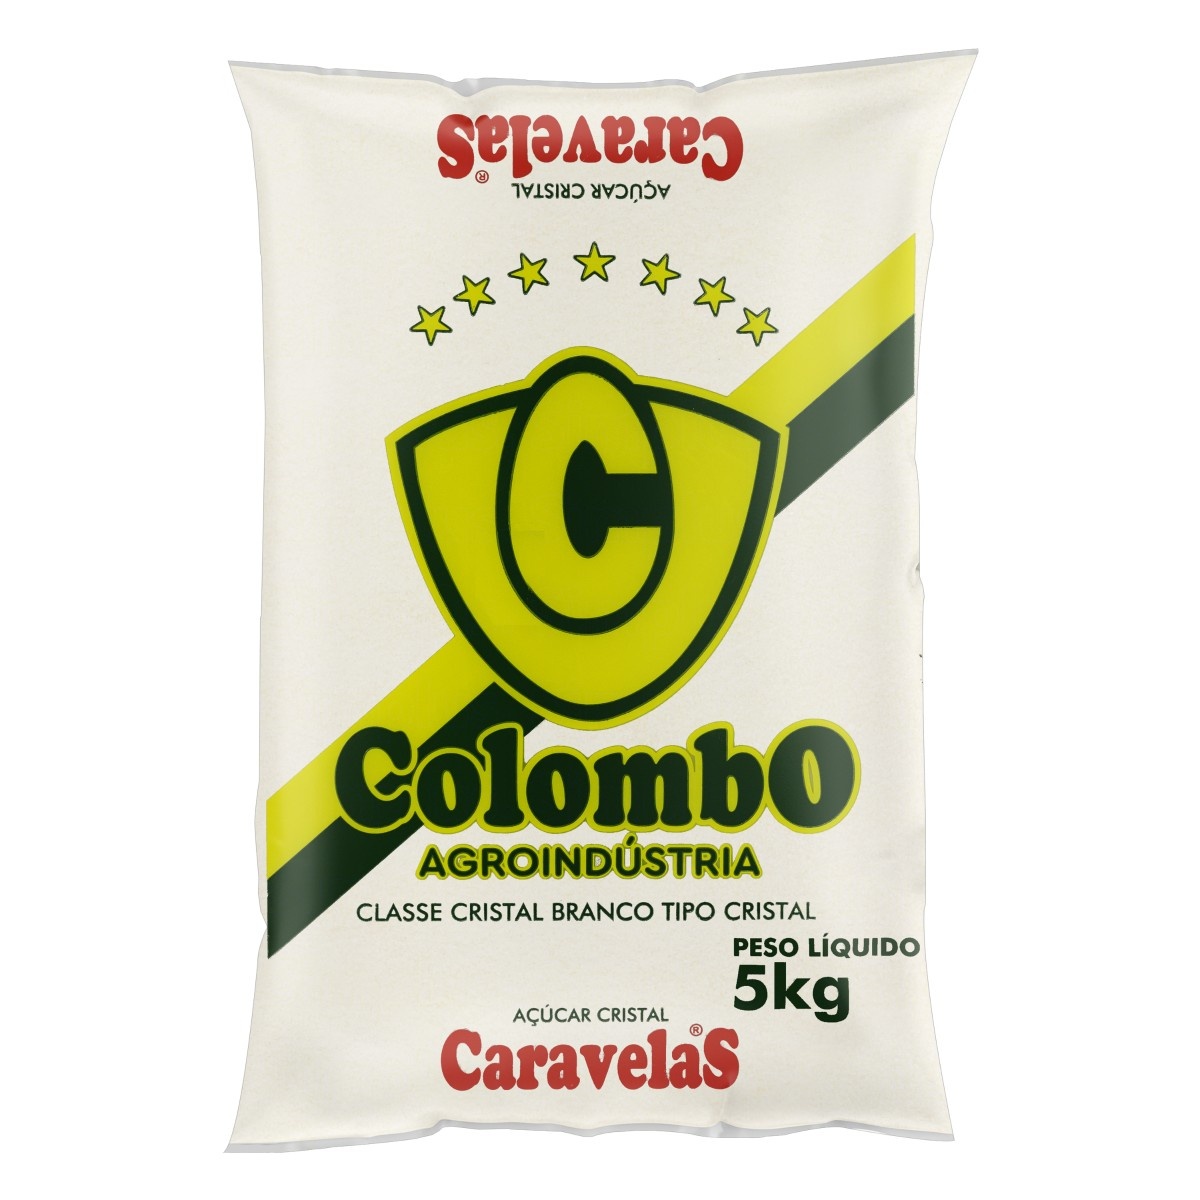 CaravelaS
®
AÇÚCAR CRISTAL
C
ColombO
AGROINDÚSTRIA
CLASSE CRISTAL BRANCO TIPO CRISTAL
PESO LÍQUIDO
5kg
AÇÚCAR CRISTAL
CaravelaS®